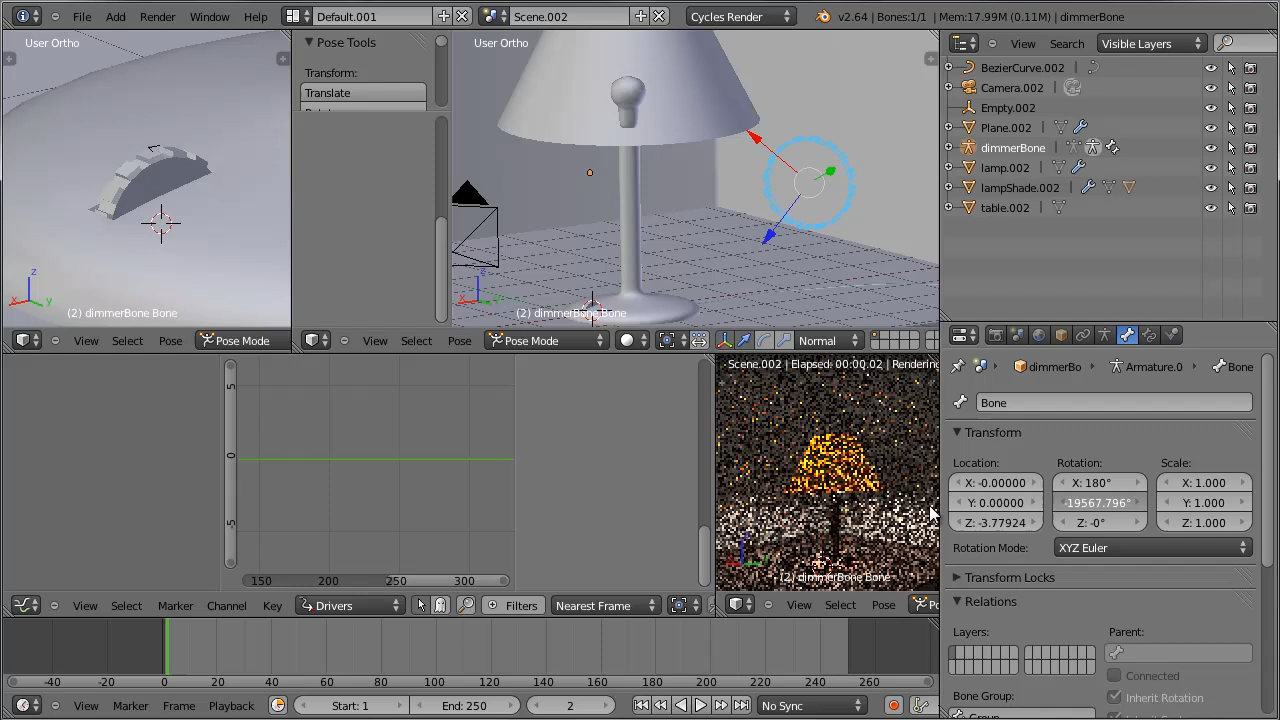 File Add Render Window Help Default.001 Scene.002 Cycles Render v2.64 | Bones:1/1 | Mem:17.99M (0.11M) | dimmerBone
User Ortho
(2) dimmerBone Bone
View Select Pose Pose Mode
Pose Tools
Transform:
Translate
User Ortho
(2) dimmerBone Bone
View Select Pose Pose Mode Normal
View Search Visible Layers
BezierCurve.002
Camera.002
Empty.002
Plane.002
dimmerBone
lamp.002
lampShade.002
table.002
dimmerBo Armature.0 Bone
Bone
Transform
Location: Rotation: Scale:
X: -0.00000 X: 180° X: 1.000
Y: 0.00000 -19567.796° Y: 1.000
Z: -3.77924 Z: -0° Z: 1.000
Rotation Mode: XYZ Euler
Transform Locks
Relations
Layers: Parent:
Connected
Bone Group: Inherit Rotation
5
0
-5
150 200 250 300
View Select Marker Channel Key Drivers Filters Nearest Frame
Scene.002 | Elapsed: 00:00.02 | Rendering
(2) dimmerBone Bone
View Select Pose Po
-40 -20 0 20 40 60 80 100 120 140 160 180 200 220 240 260
View Marker Frame Playback Start: 1 End: 250 2 No Sync